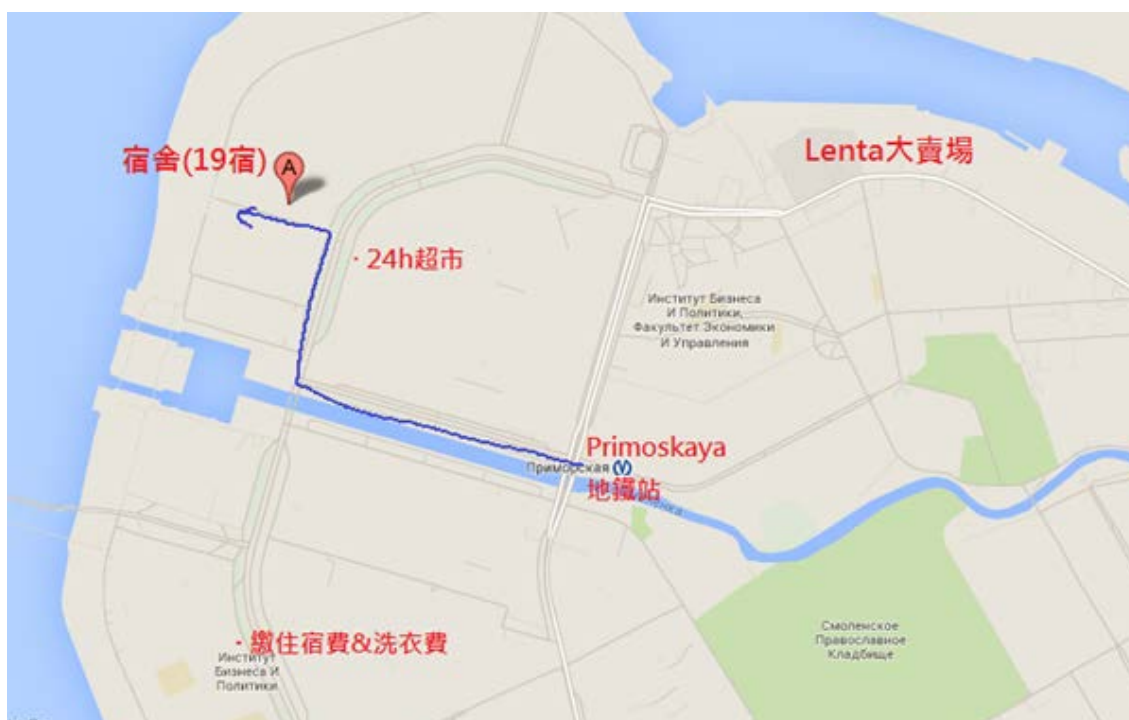 Lenta大賣場
宿舍(19宿)
A
· 24h超市
Институт Бизнеса
И Политики,
Факультет Экономики
И Управления
Primoskaya
Приморская
地鐵站
Смоленское
Православное
Кладбище
· 繳住宿費&洗衣費
Институт
Бизнеса И
Политики